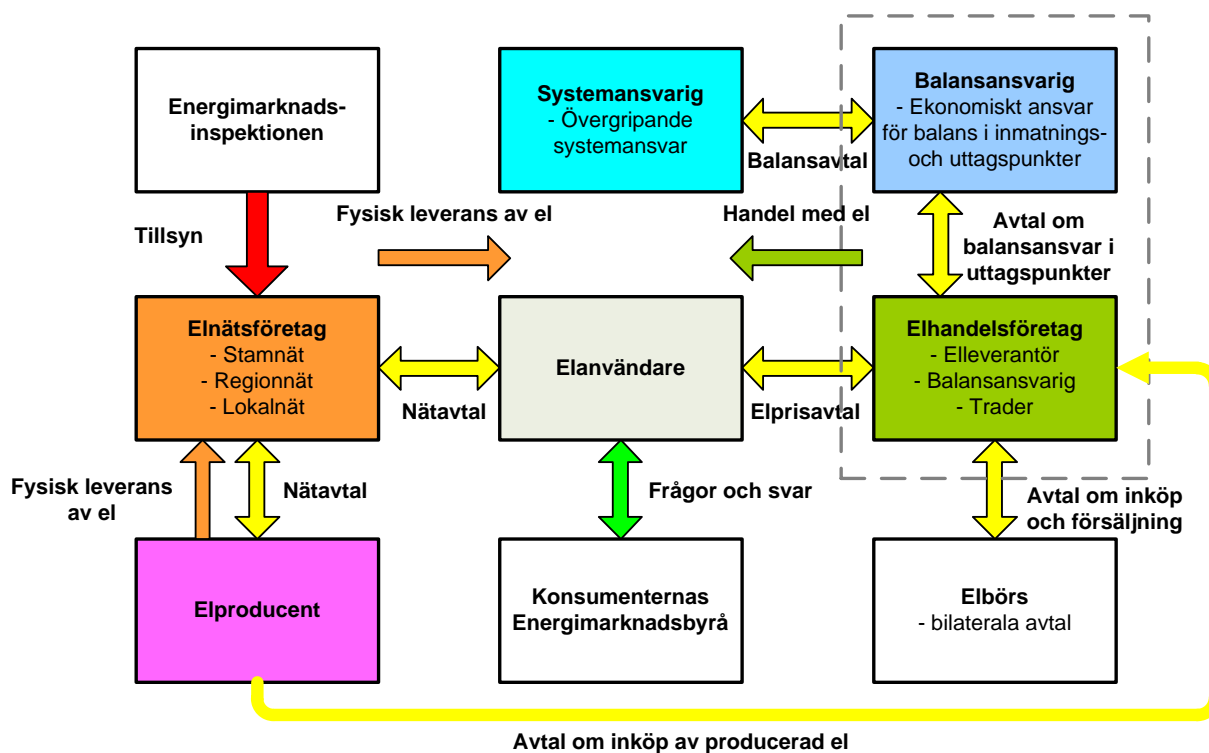 Energimarknads-
inspektionen
Systemansvarig
- Övergripande
systemansvar
Balansansvarig
- Ekonomiskt ansvar
för balans i inmatnings-
och uttagspunkter
Balansavtal
Tillsyn
Fysisk leverans av el
Handel med el
Avtal om
balansansvar i
uttagspunkter
Elnätsföretag
- Stamnät
- Regionnät
- Lokalnät
Nätavtal
Elanvändare
Elprisavtal
Elhandelsföretag
- Elleverantör
- Balansansvarig
- Trader
Fysisk leverans
av el
Nätavtal
Frågor och svar
Avtal om inköp
och försäljning
Elproducent
Konsumenternas
Energimarknadsbyrå
Elbörs
- bilaterala avtal
Avtal om inköp av producerad el